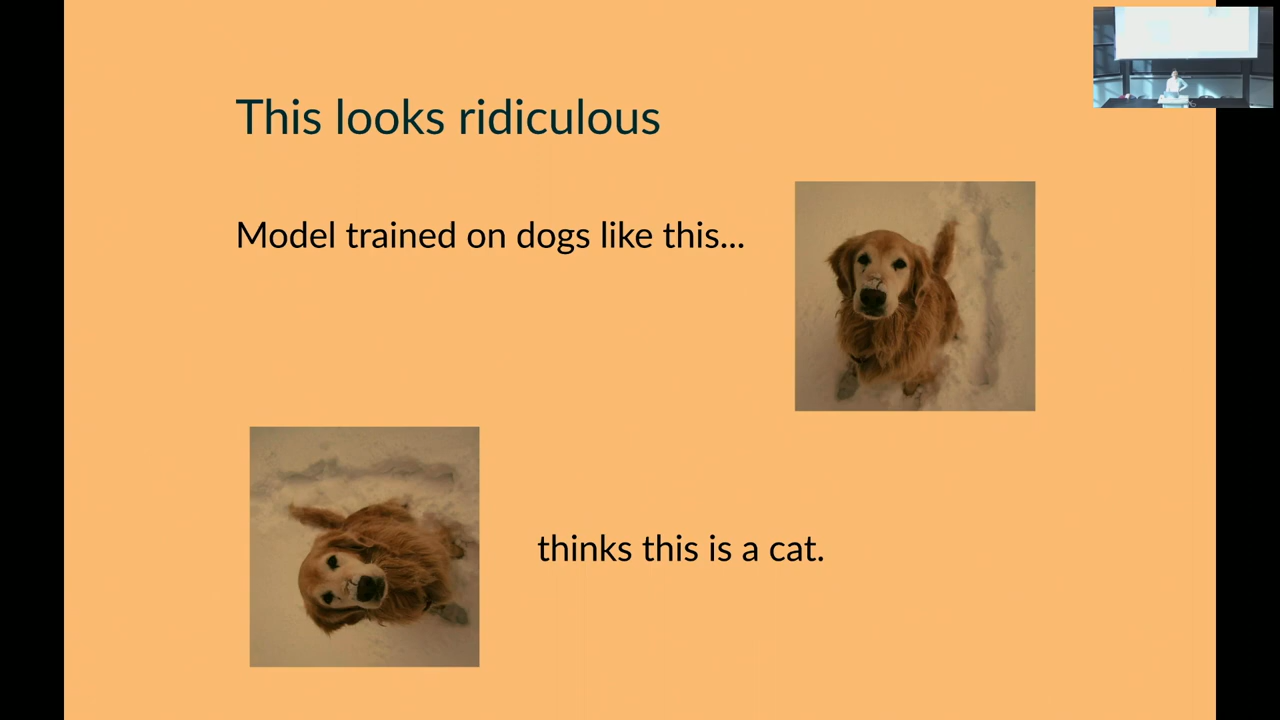 This looks ridiculous
Model trained on dogs like this...
thinks this is a cat.